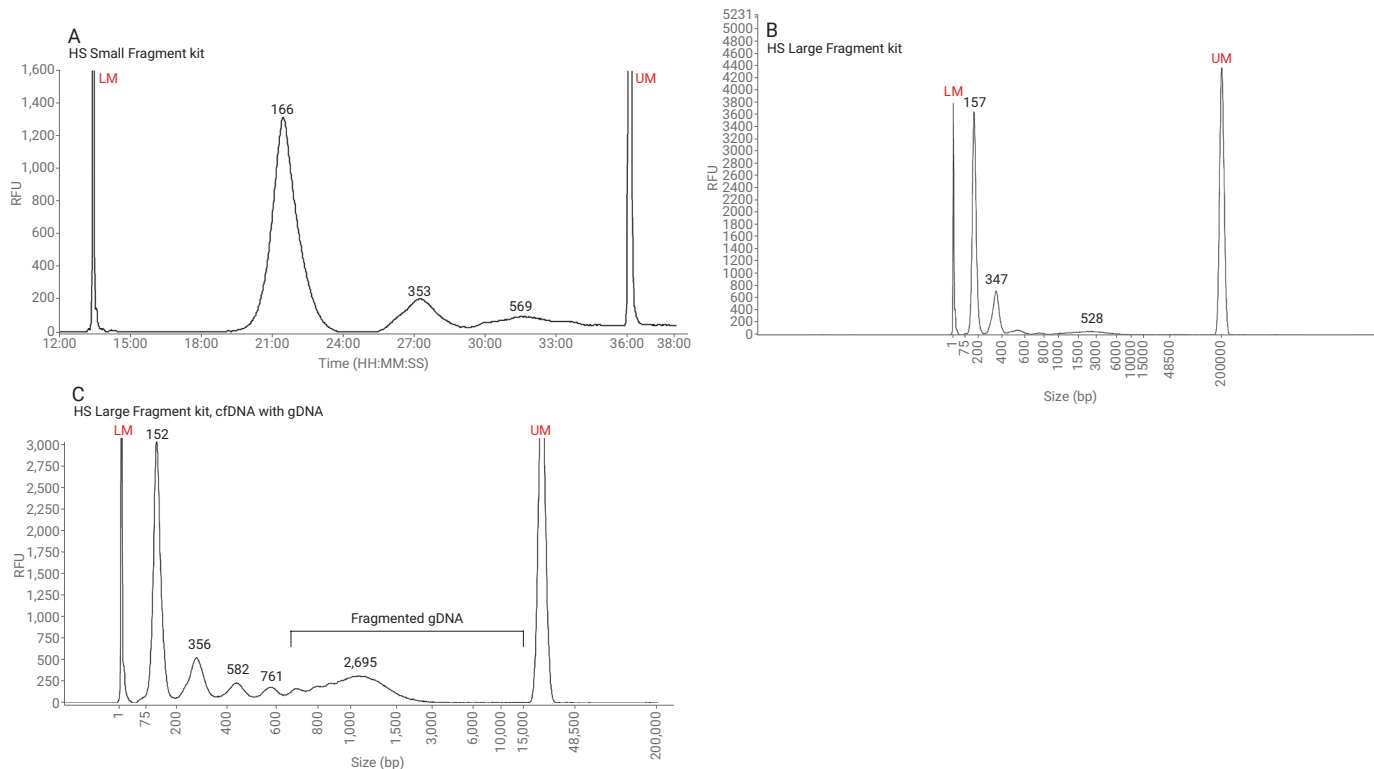 A
HS Small Fragment kit
1,600
1,400
1,200
1,000
800
600
400
200
0
RFU
LM
166
353
569
UM
12:00 15:00 18:00 21:00 24:00 27:00 30:00 33:00 36:00 38:00
Time (HH:MM:SS)
B
HS Large Fragment kit
5231
5000
4800
4600
4400
4200
4000
3800
3600
3400
3200
3000
2800
2600
2400
2200
2000
1800
1600
1400
1200
1000
800
600
400
200
0
RFU
LM
157
347
528
UM
1 75 200 400 600 800 1000 1500 3000 6000 10000 15000 48500 200000
Size (bp)
C
HS Large Fragment kit, cfDNA with gDNA
3,000
2,750
2,500
2,250
2,000
1,750
1,500
1,250
1,000
750
500
250
0
RFU
LM
152
356
582
761
Fragmented gDNA
2,695
UM
1 75 200 400 600 800 1,000 1,500 3,000 6,000 10,000 15,000 48,500 200,000
Size (bp)